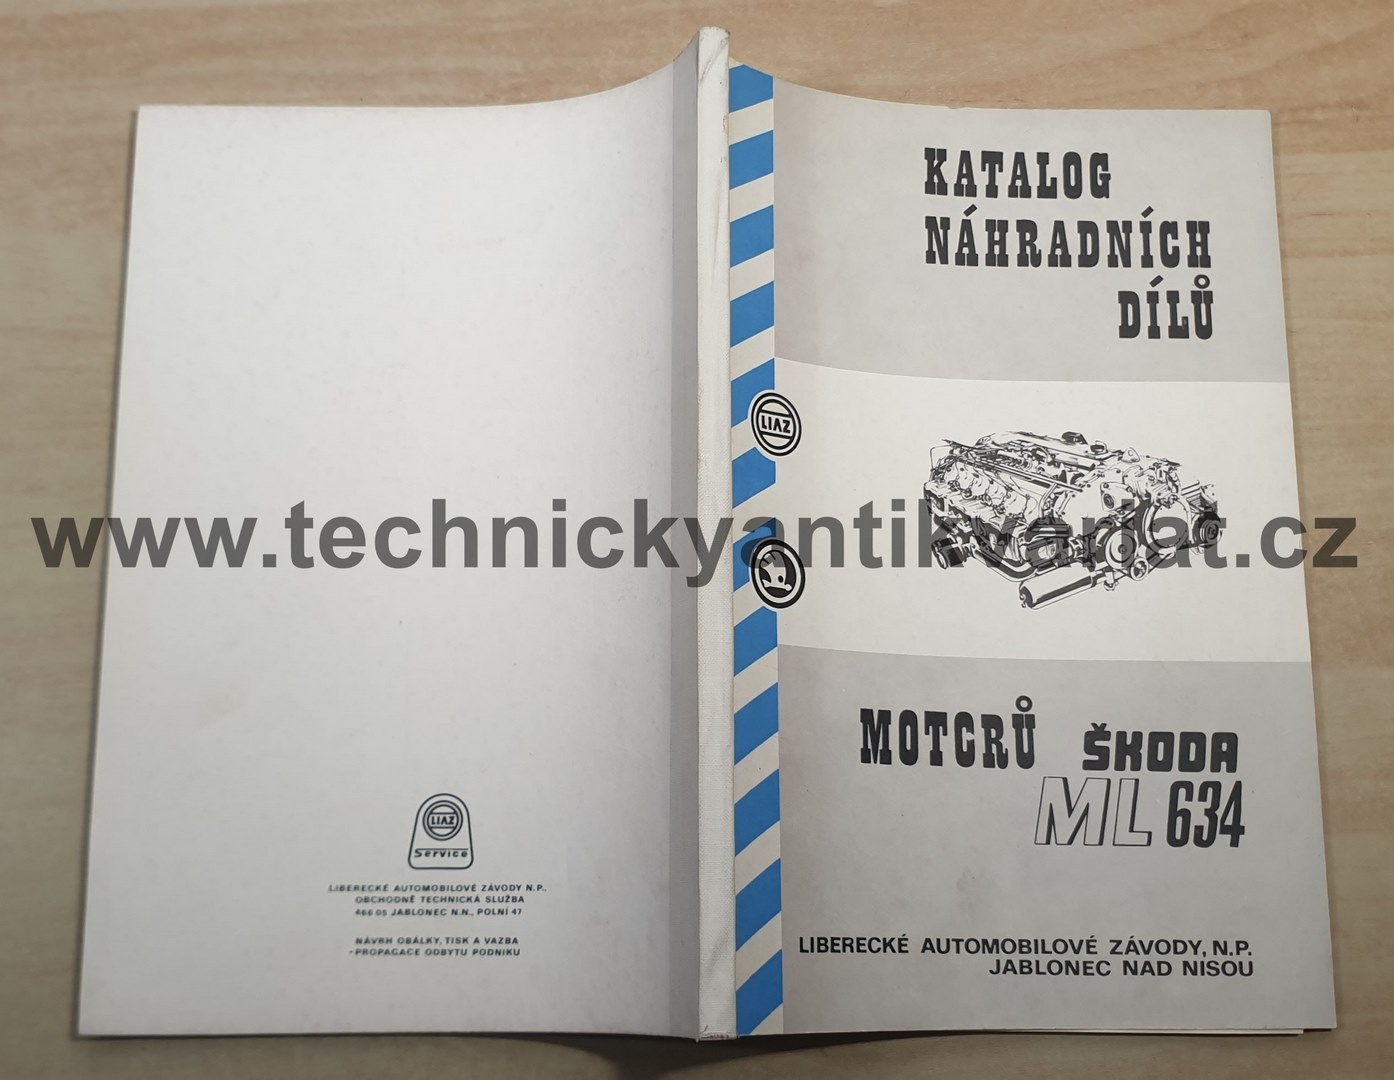 KATALOG
NÁHRADNÍCH
DÍLŮ
LIAZ
www.technickyantikvariat.cz
MOTCRŮ ŠKODA
ML 634
LIBERECKÉ AUTOMOBILOVÉ ZÁVODY, N.P.
JABLONEC NAD NISOU
LIAZ
Service
LIBERECKÉ AUTOMOBILOVÉ ZÁVODY N.P.
OBCHODNĚ TECHNICKÁ SLUŽBA
466 05 JABLONEC N.N., POLNÍ 47
NÁVRH OBÁLKY, TISK A VAZBA
-PROPAGACE ODBYTU PODNIKU